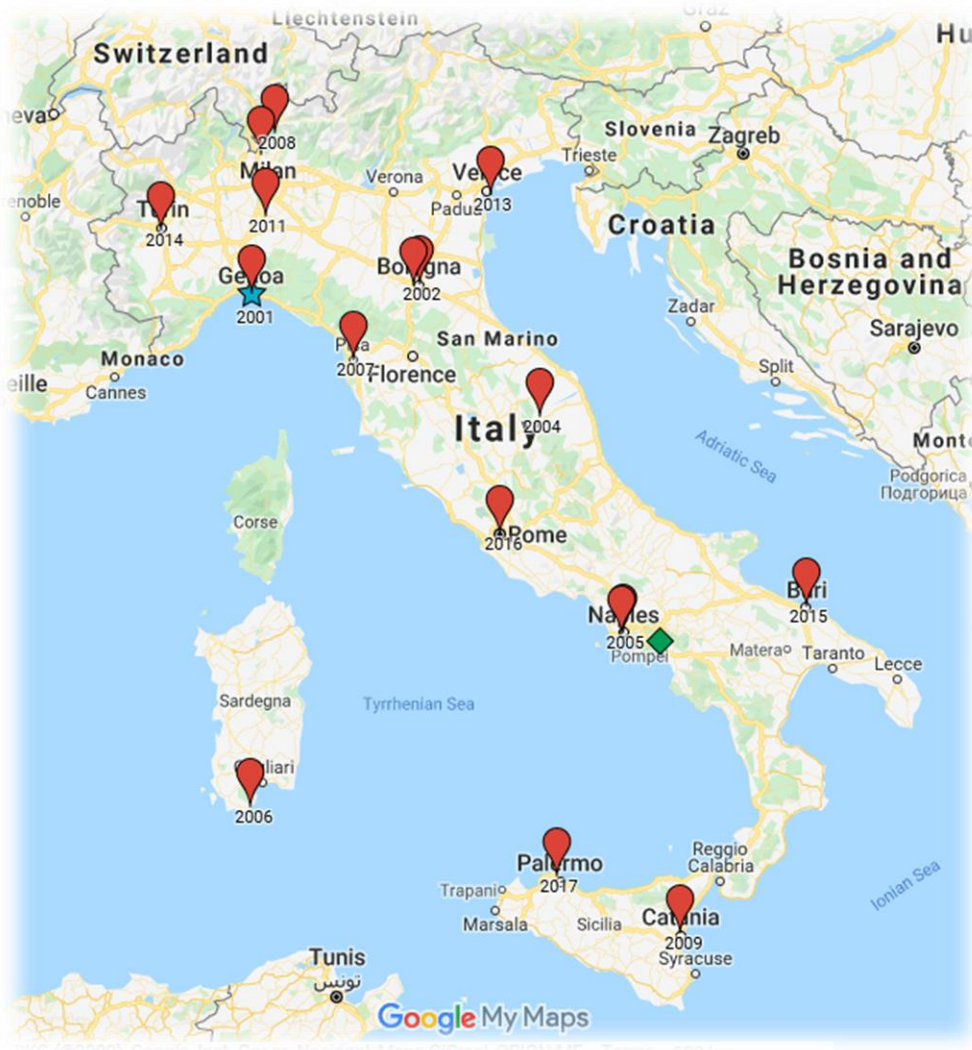 Liechtenstein
Graz
Switzerland
Hu
neva
2008
Slovenia
Zagreb
Milan
Verona
Venice
Trieste
enoble
Turin
2011
Padua
2013
Croatia
2014
Genoa
Bologna
Bosnia and
Herzegovina
2002
2001
Zadar
Sarajevo
Pisa
San Marino
Monaco
2007
Florence
Split
eille
Cannes
2004
Italy
Adriatic Sea
Mont
Podgorica
Подгорица
Corse
Rome
2016
Bari
Naples
2015
2005
Pompei
Matera
Taranto
Lecce
Sardegna
Tyrrhenian Sea
Cagliari
2006
Reggio
Calabria
Palermo
2017
Trapani
Ionian Sea
Marsala
Sicilia
Catania
2009
Syracuse
Tunis
تونس
Google My Maps